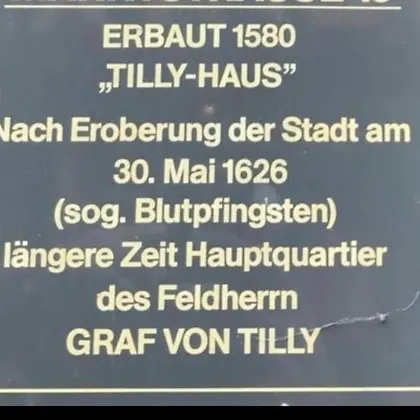 ERBAUT 1580
„TILLY-HAUS”
Nach Eroberung der Stadt am
30. Mai 1626
(sog. Blutpfingsten)
längere Zeit Hauptquartier
des Feldherrn
GRAF VON TILLY